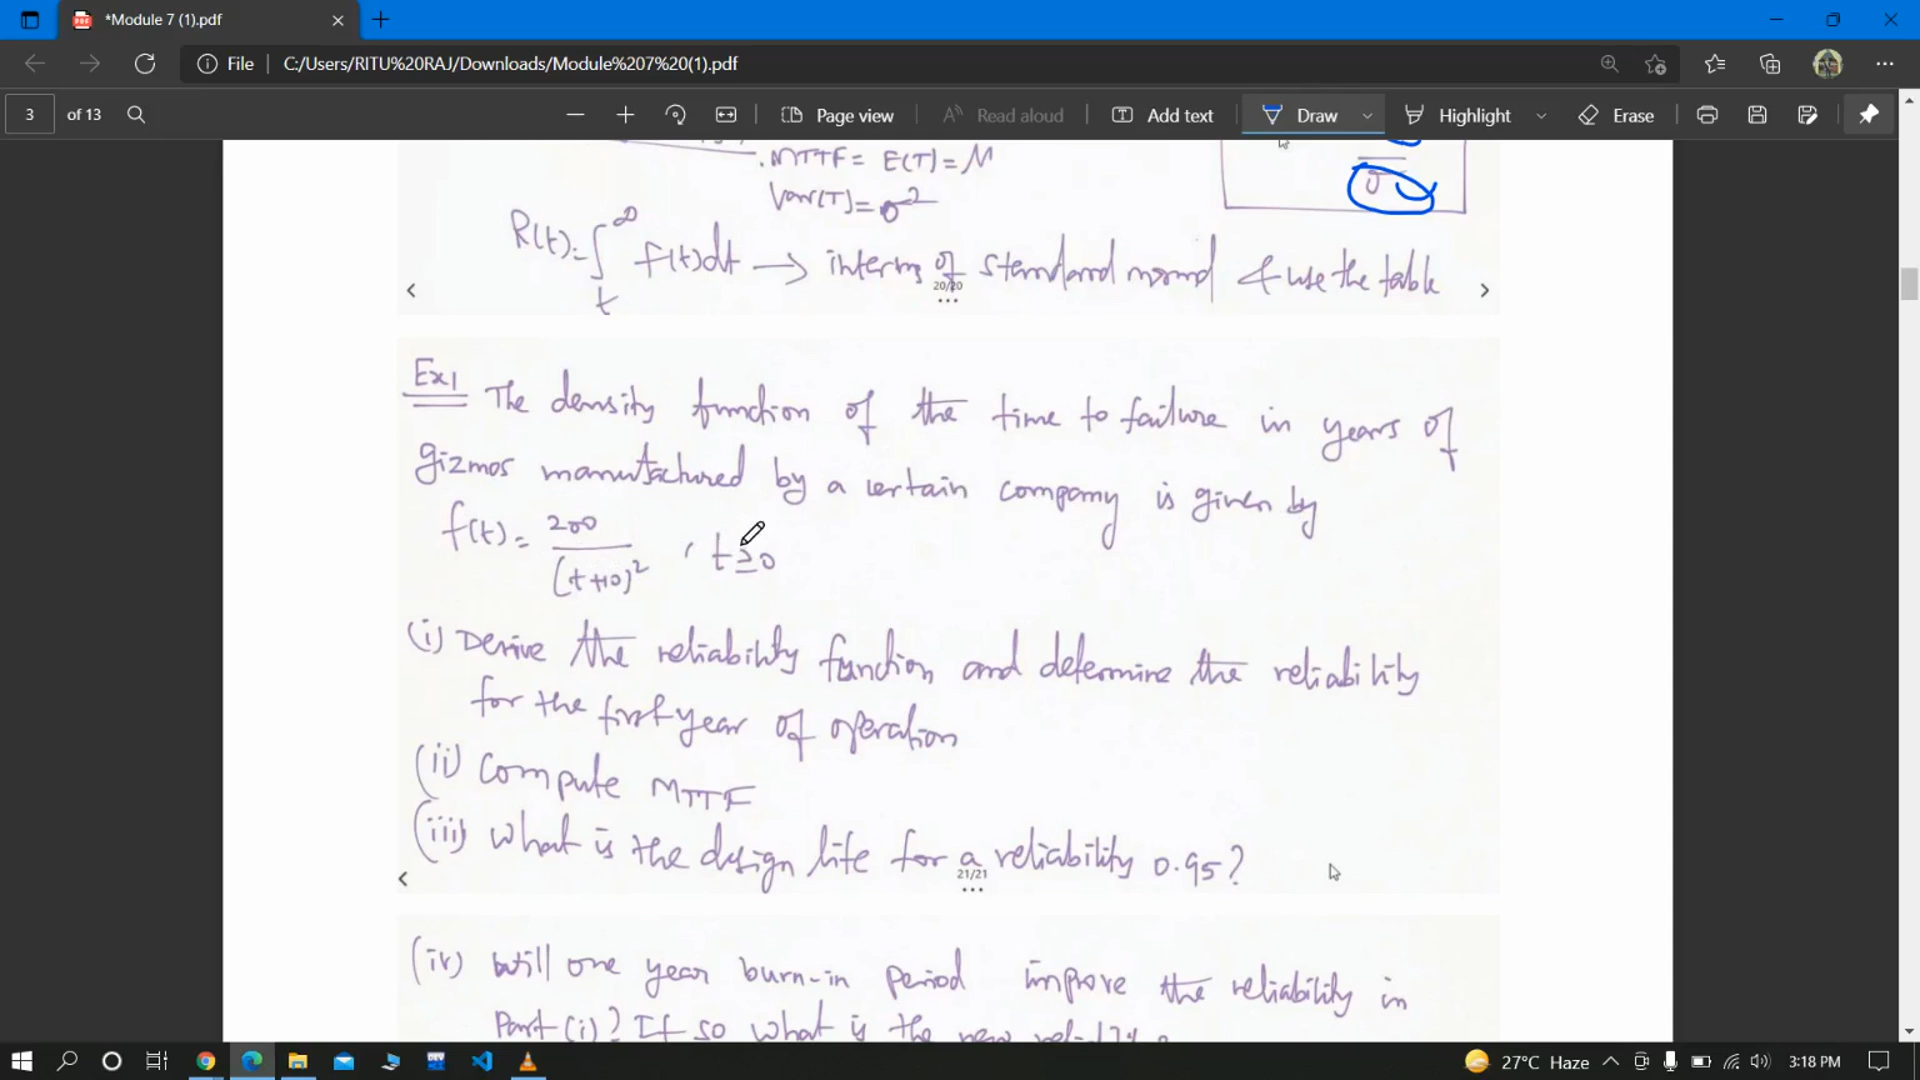 *Module 7 (1).pdf
File C:/Users/RITU%20RAJ/Downloads/Module%207%20(1).pdf
3 of 13 Page view Read aloud Add text Draw Highlight Erase
. MTTF = E(T) = M
Var(T) = σ²
σ
R(t) = ∫ₜ^∞ f(t)dt → interms of standard normal & use the table
20/20
Ex1 The density function of the time to failure in years of
gizmos manufactured by a certain company is given by
f(t) = 200/(t+10)² , t ≥ 0
(i) Derive the reliability function and determine the reliability
for the first year of operation
(ii) Compute MTTF
(iii) What is the design life for a reliability 0.95?
21/21
(iv) Will one year burn-in period improve the reliability in
Part (i)? If so what is the new
27°C Haze 3:18 PM